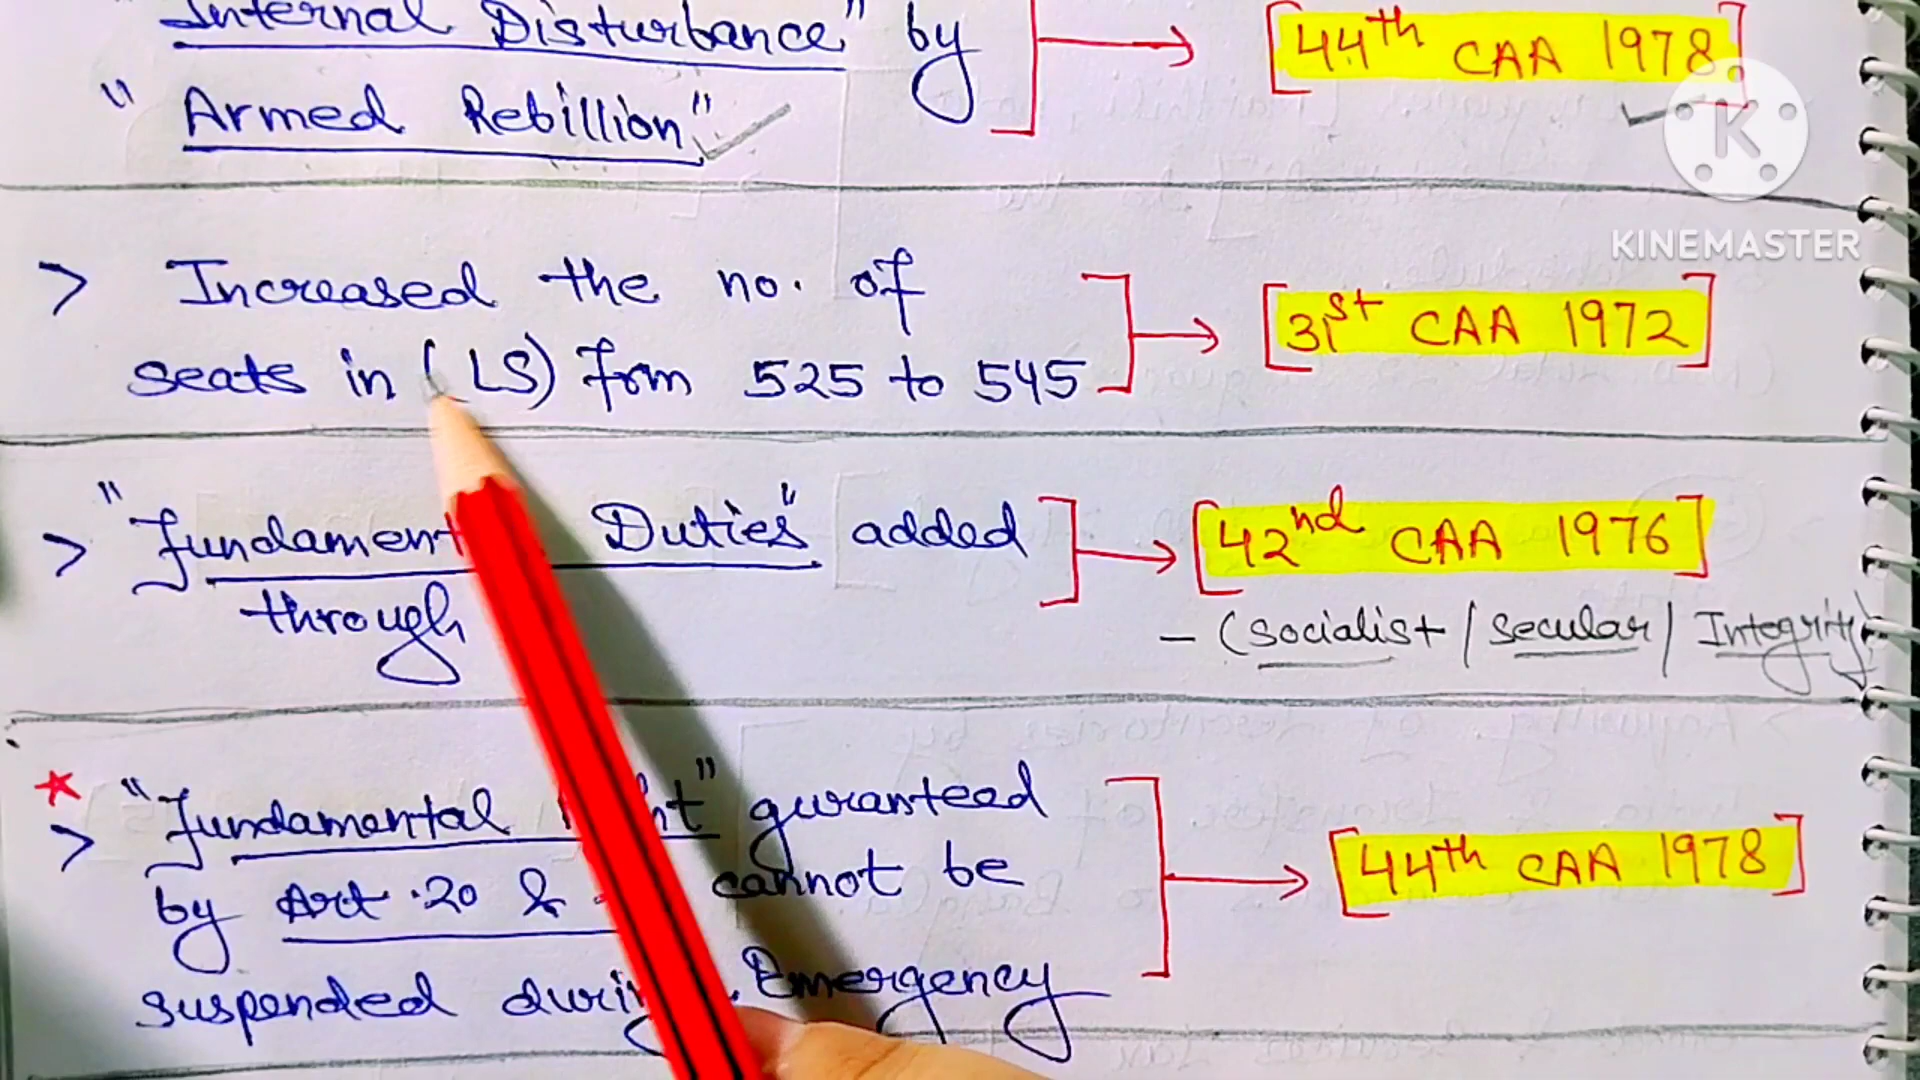 "Internal Disturbance" by
"Armed Rebillion"
[44th CAA 1978]
K
KINEMASTER
> Increased the no. of
seats in (LS) from 525 to 545
[31st CAA 1972]
> "Fundament Duties" added
through
[42nd CAA 1976]
- (Socialist / Secular / Integrity)
> "Fundamental guranteed
by Art. 20 & cannot be
suspended during Emergency
[44th CAA 1978]